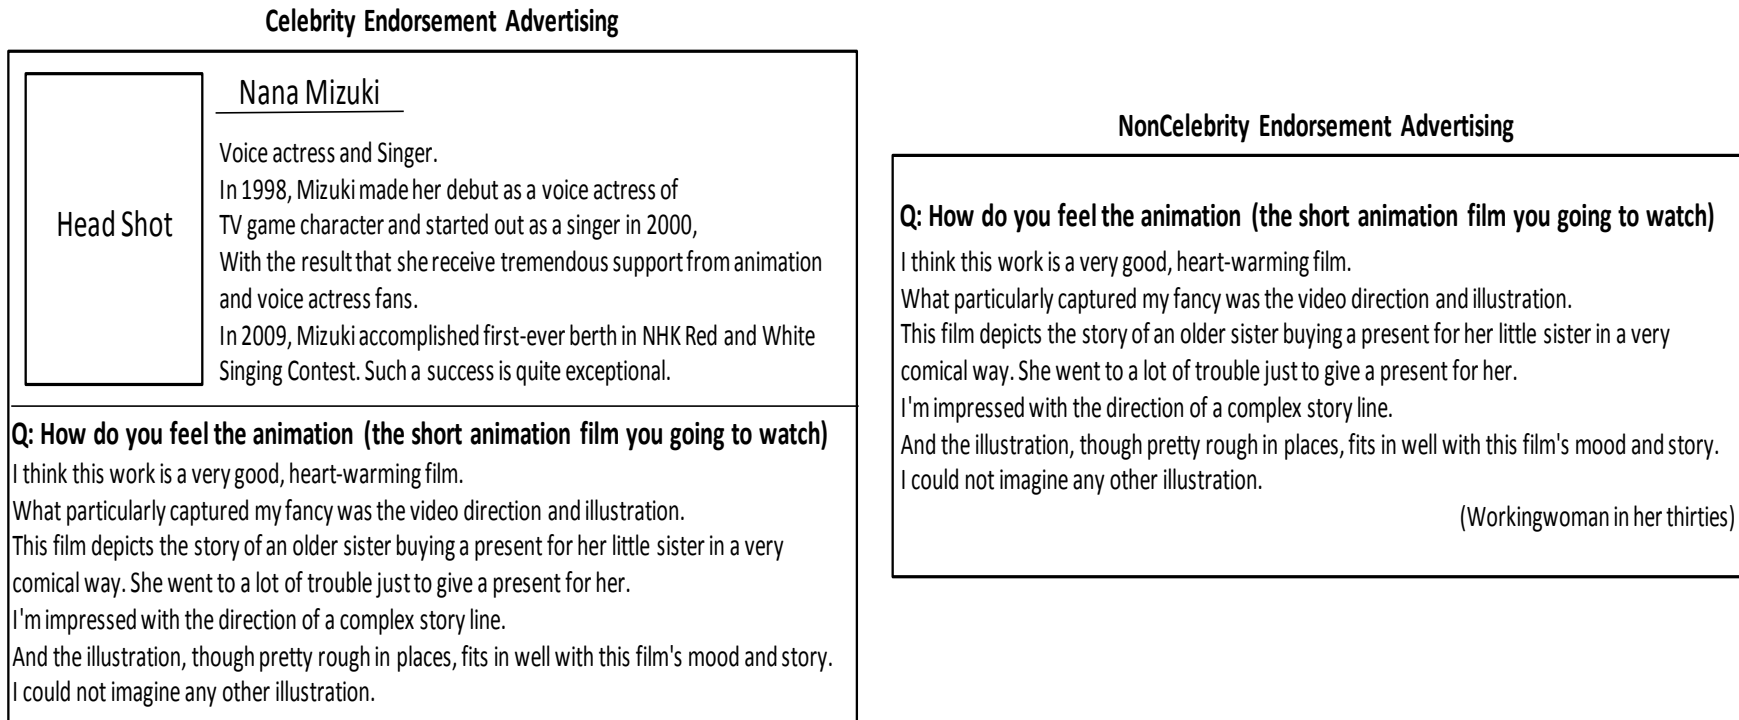 Celebrity Endorsement Advertising
Head Shot
Nana Mizuki
Voice actress and Singer.
In 1998, Mizuki made her debut as a voice actress of
TV game character and started out as a singer in 2000,
With the result that she receive tremendous support from animation
and voice actress fans.
In 2009, Mizuki accomplished first-ever berth in NHK Red and White
Singing Contest. Such a success is quite exceptional.
Q: How do you feel the animation (the short animation film you going to watch)
I think this work is a very good, heart-warming film.
What particularly captured my fancy was the video direction and illustration.
This film depicts the story of an older sister buying a present for her little sister in a very
comical way. She went to a lot of trouble just to give a present for her.
I'm impressed with the direction of a complex story line.
And the illustration, though pretty rough in places, fits in well with this film's mood and story.
I could not imagine any other illustration.
NonCelebrity Endorsement Advertising
Q: How do you feel the animation (the short animation film you going to watch)
I think this work is a very good, heart-warming film.
What particularly captured my fancy was the video direction and illustration.
This film depicts the story of an older sister buying a present for her little sister in a very
comical way. She went to a lot of trouble just to give a present for her.
I'm impressed with the direction of a complex story line.
And the illustration, though pretty rough in places, fits in well with this film's mood and story.
I could not imagine any other illustration.
(Workingwoman in her thirties)